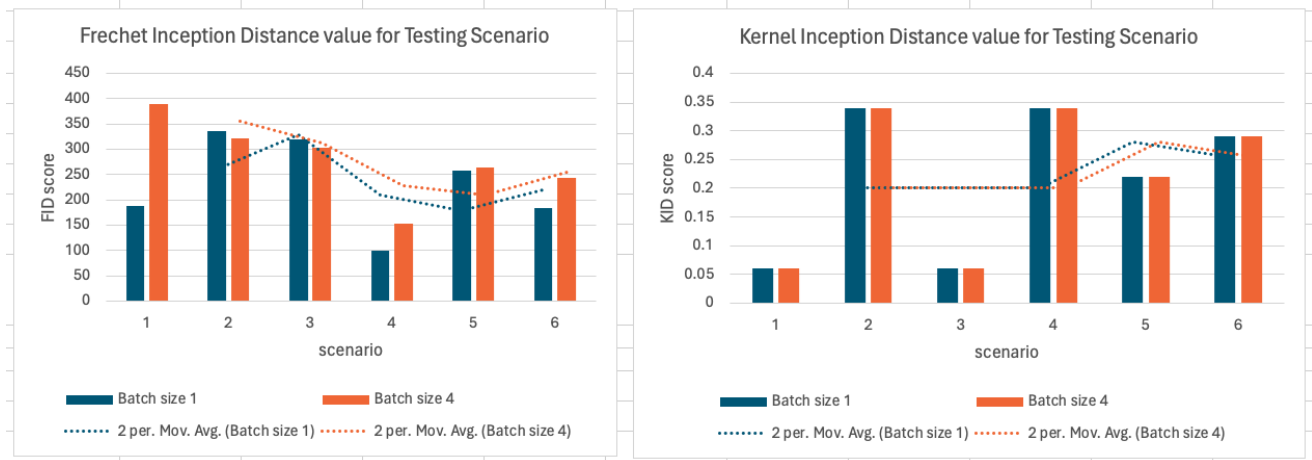 Frechet Inception Distance value for Testing Scenario
450
400
350
300
250
200
150
100
50
0
FID score
1 2 3 4 5 6
scenario
Batch size 1 Batch size 4
2 per. Mov. Avg. (Batch size 1) 2 per. Mov. Avg. (Batch size 4)
Kernel Inception Distance value for Testing Scenario
0.4
0.35
0.3
0.25
0.2
0.15
0.1
0.05
0
KID score
1 2 3 4 5 6
scenario
Batch size 1 Batch size 4
2 per. Mov. Avg. (Batch size 1) 2 per. Mov. Avg. (Batch size 4)